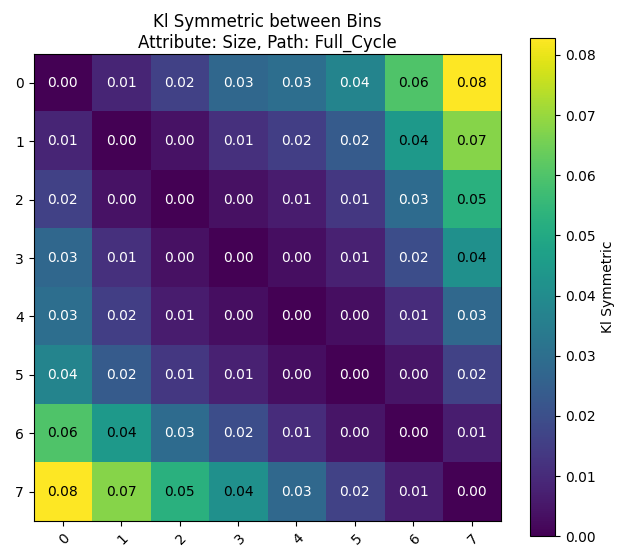 Kl Symmetric between Bins
Attribute: Size, Path: Full_Cycle
0 0.00 0.01 0.02 0.03 0.03 0.04 0.06 0.08
1 0.01 0.00 0.00 0.01 0.02 0.02 0.04 0.07
2 0.02 0.00 0.00 0.00 0.01 0.01 0.03 0.05
3 0.03 0.01 0.00 0.00 0.00 0.01 0.02 0.04
4 0.03 0.02 0.01 0.00 0.00 0.00 0.01 0.03
5 0.04 0.02 0.01 0.01 0.00 0.00 0.00 0.02
6 0.06 0.04 0.03 0.02 0.01 0.00 0.00 0.01
7 0.08 0.07 0.05 0.04 0.03 0.02 0.01 0.00
0 1 2 3 4 5 6 7
0.08
0.07
0.06
0.05
0.04
0.03
0.02
0.01
0.00
Kl Symmetric